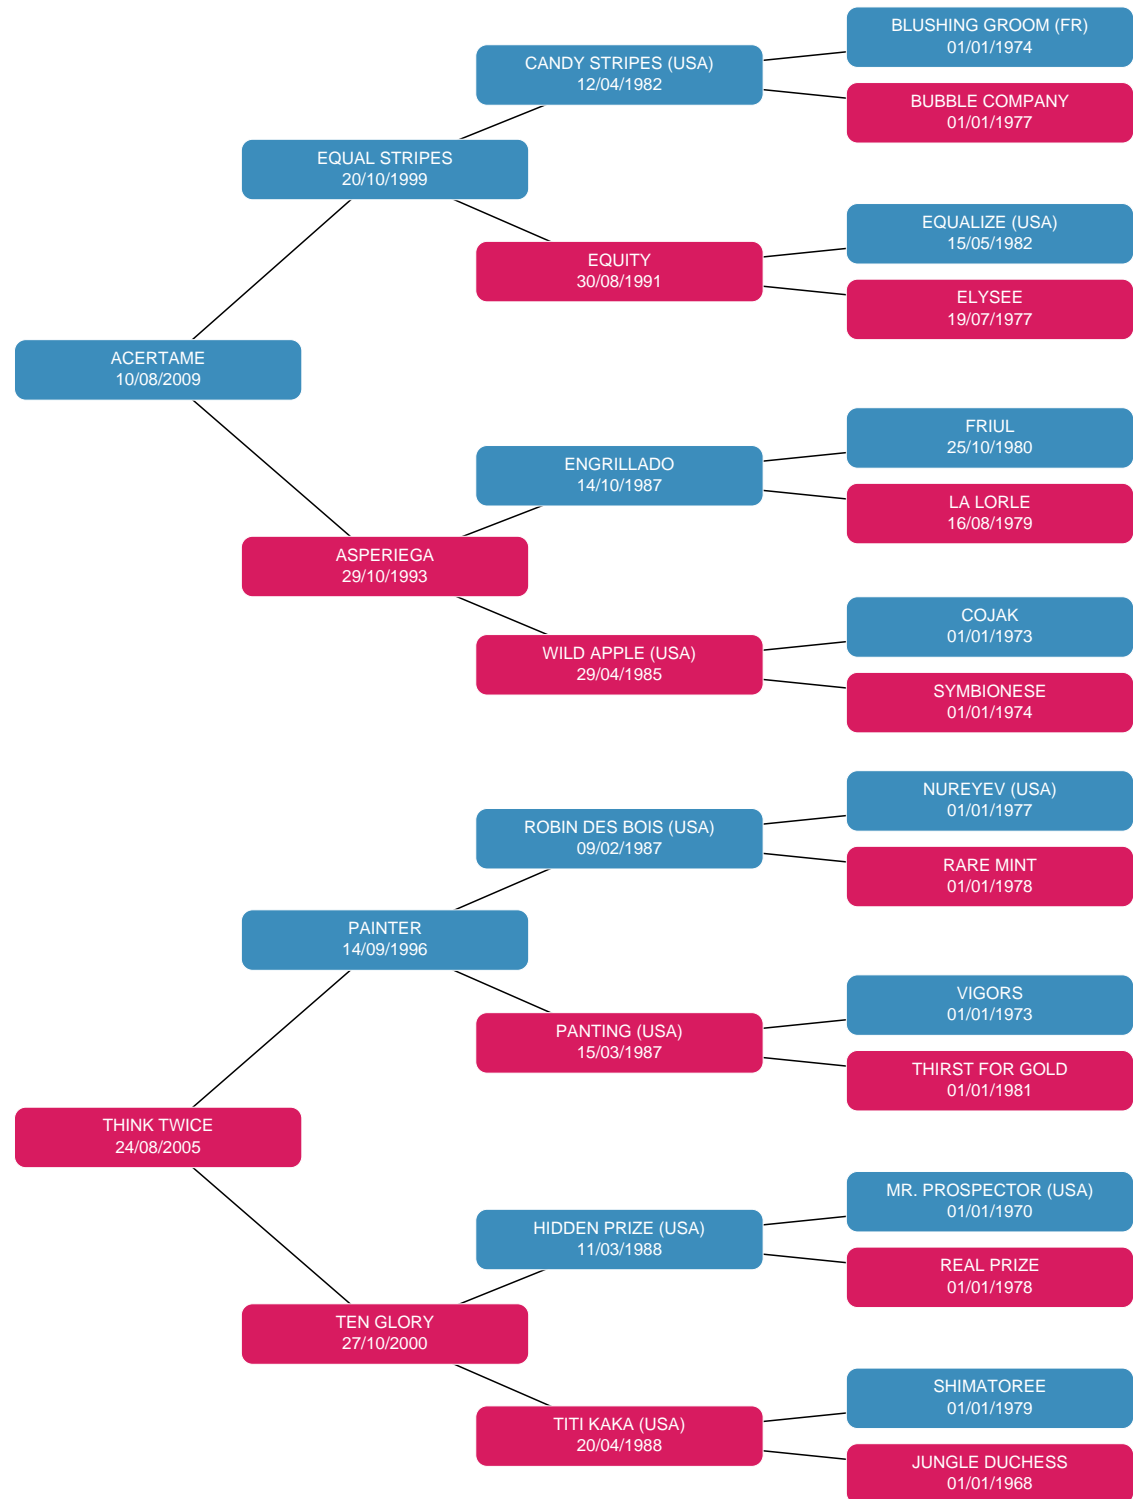 BLUSHING GROOM (FR)
01/01/1974
CANDY STRIPES (USA)
12/04/1982
BUBBLE COMPANY
01/01/1977
EQUAL STRIPES
20/10/1999
EQUALIZE (USA)
15/05/1982
EQUITY
30/08/1991
ELYSEE
19/07/1977
ACERTAME
10/08/2009
FRIUL
25/10/1980
ENGRILLADO
14/10/1987
LA LORLE
16/08/1979
ASPERIEGA
29/10/1993
COJAK
01/01/1973
WILD APPLE (USA)
29/04/1985
SYMBIONESE
01/01/1974
NUREYEV (USA)
01/01/1977
ROBIN DES BOIS (USA)
09/02/1987
RARE MINT
01/01/1978
PAINTER
14/09/1996
VIGORS
01/01/1973
PANTING (USA)
15/03/1987
THIRST FOR GOLD
01/01/1981
THINK TWICE
24/08/2005
MR. PROSPECTOR (USA)
01/01/1970
HIDDEN PRIZE (USA)
11/03/1988
REAL PRIZE
01/01/1978
TEN GLORY
27/10/2000
SHIMATOREE
01/01/1979
TITI KAKA (USA)
20/04/1988
JUNGLE DUCHESS
01/01/1968